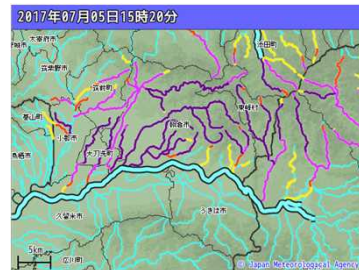 2017年07月05日15時20分
太宰府市
筑紫野市
筑前町
基山町
小郡市
鳥栖市
大刀洗町
朝倉市
東峰村
久留米市
うきは市
広川町
5km
© Japan Meteorological Agency